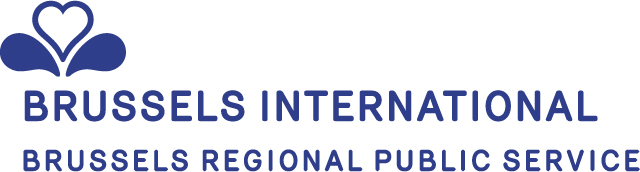 BRUSSELS INTERNATIONAL
BRUSSELS REGIONAL PUBLIC SERVICE